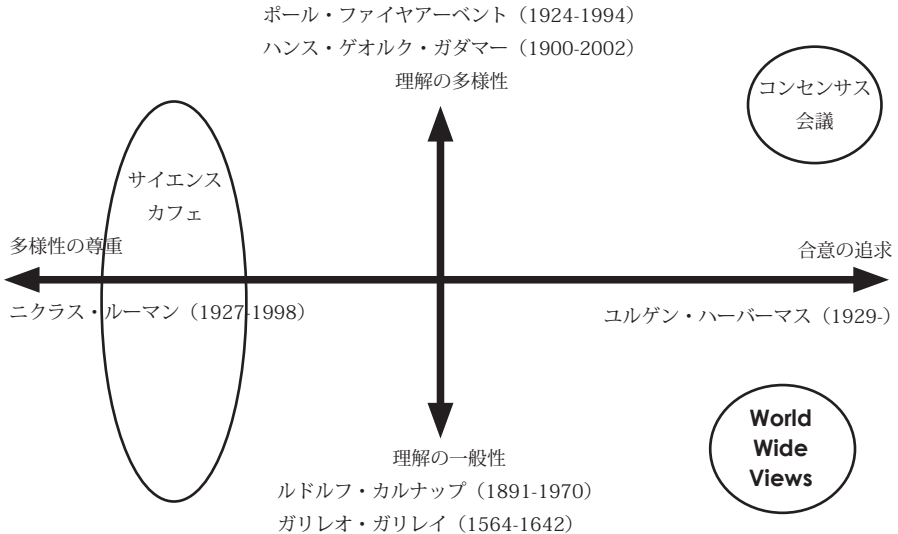 ポール・ファイヤアーベント（1924-1994）
ハンス・ゲオルク・ガダマー（1900-2002）
理解の多様性
コンセンサス
会議
サイエンス
カフェ
多様性の尊重
合意の追求
ニクラス・ルーマン（1927-1998）
ユルゲン・ハーバーマス（1929-）
World
Wide
Views
理解の一般性
ルドルフ・カルナップ（1891-1970）
ガリレオ・ガリレイ（1564-1642）